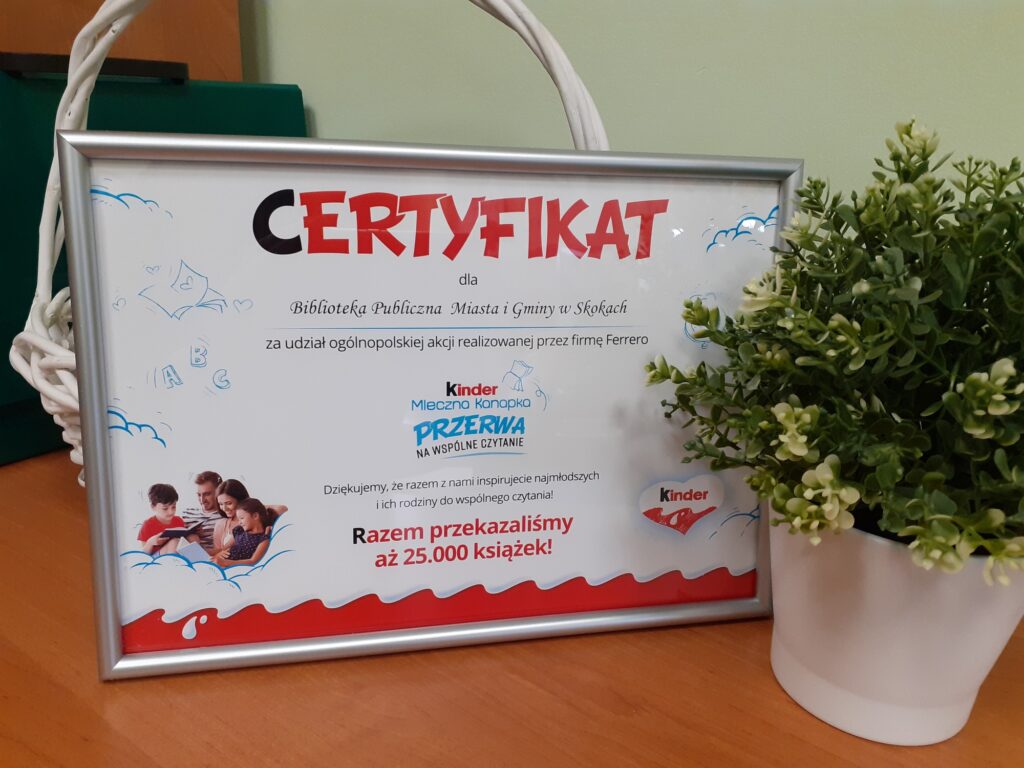 CERTYFIKAT
dla
Biblioteka Publiczna Miasta i Gminy w Skokach
za udział ogólnopolskiej akcji realizowanej przez firmę Ferrero
A B C
Kinder
Mleczna Kanapka
PRZERWA
NA WSPÓLNE CZYTANIE
Dziękujemy, że razem z nami inspirujecie najmłodszych
i ich rodziny do wspólnego czytania!
Kinder
Razem przekazaliśmy
aż 25.000 książek!